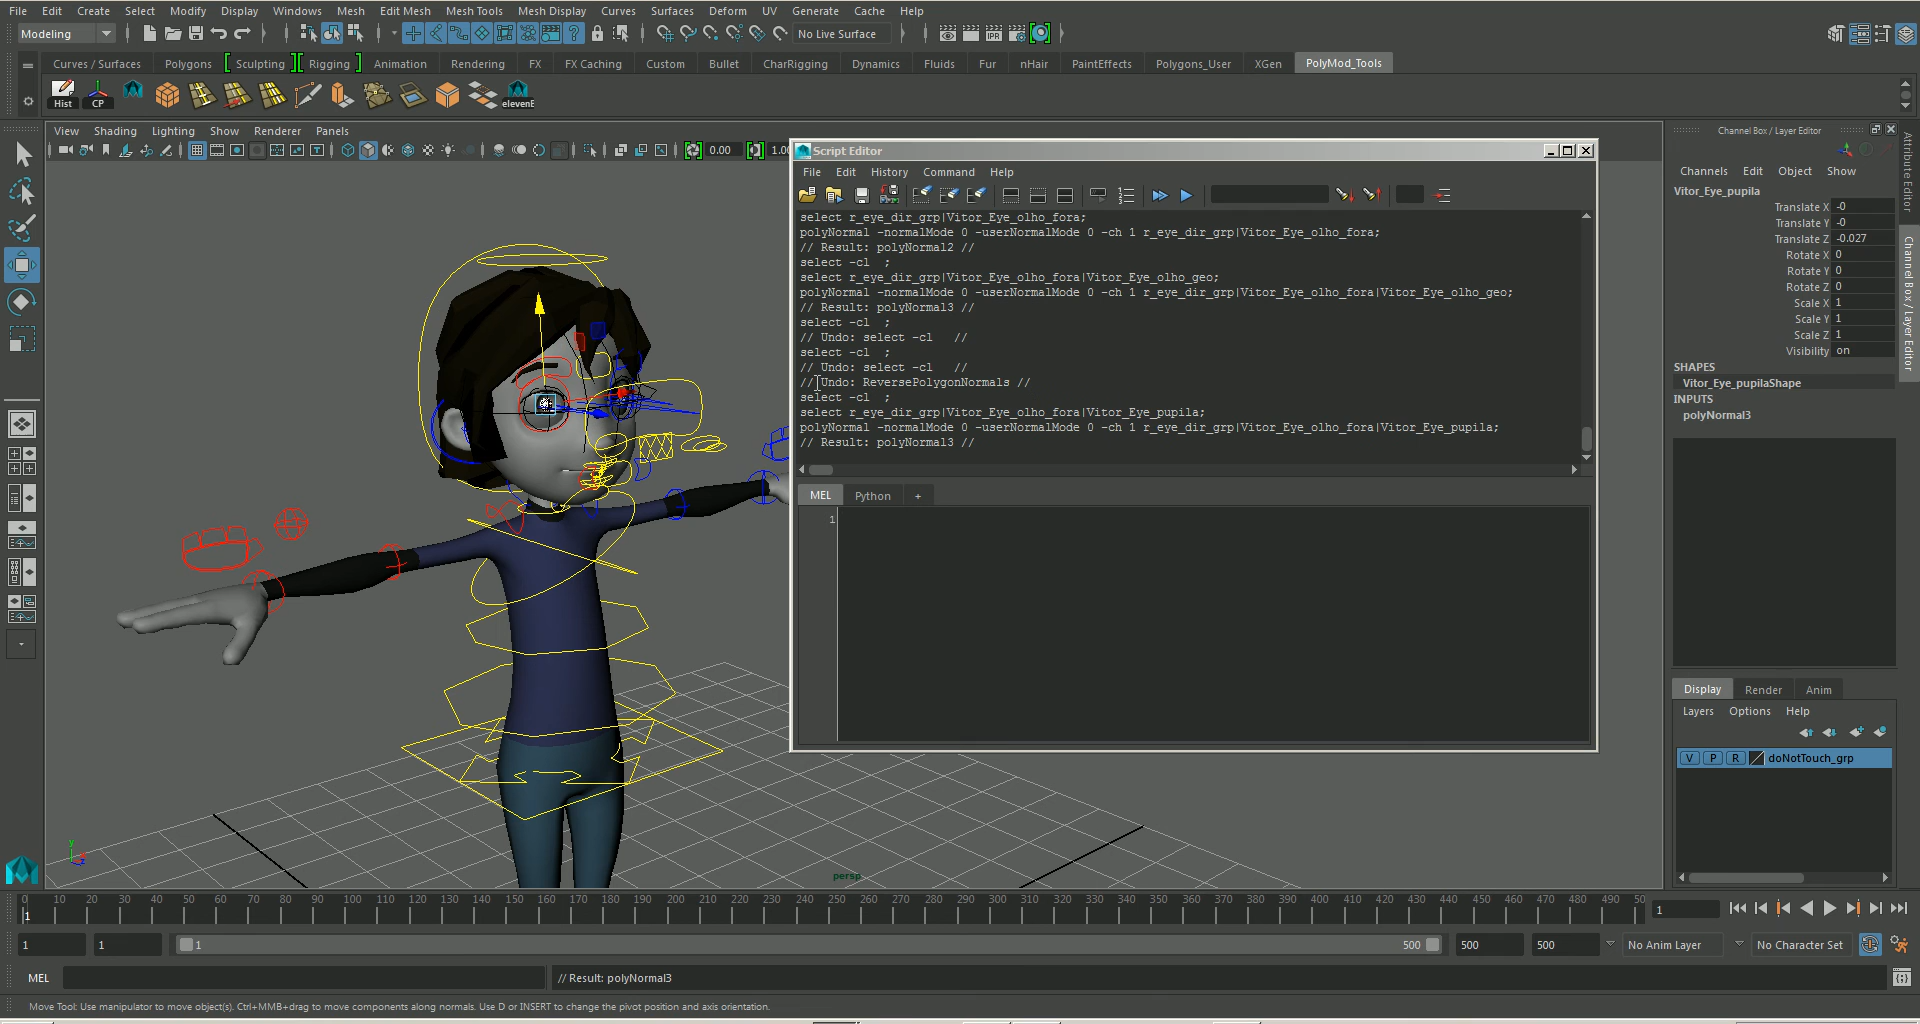 File Edit Create Select Modify Display Windows Mesh Edit Mesh Mesh Tools Mesh Display Curves Surfaces Deform UV Generate Cache Help
Modeling
No Live Surface
Curves / Surfaces Polygons Sculpting Rigging Animation Rendering FX FX Caching Custom Bullet CharRigging Dynamics Fluids Fur nHair PaintEffects Polygons_User XGen PolyMod_Tools
Hist CP elevenE
View Shading Lighting Show Renderer Panels
0.00 1.00
Script Editor
File Edit History Command Help
select r_eye_dir_grp|Vitor_Eye_olho_fora;
polyNormal -normalMode 0 -userNormalMode 0 -ch 1 r_eye_dir_grp|Vitor_Eye_olho_fora;
// Result: polyNormal2 //
select -cl  ;
select r_eye_dir_grp|Vitor_Eye_olho_fora|Vitor_Eye_olho_geo;
polyNormal -normalMode 0 -userNormalMode 0 -ch 1 r_eye_dir_grp|Vitor_Eye_olho_fora|Vitor_Eye_olho_geo;
// Result: polyNormal3 //
select -cl  ;
// Undo: select -cl   //
select -cl  ;
// Undo: select -cl   //
// Undo: ReversePolygonNormals //
select -cl  ;
select r_eye_dir_grp|Vitor_Eye_olho_fora|Vitor_Eye_pupila;
polyNormal -normalMode 0 -userNormalMode 0 -ch 1 r_eye_dir_grp|Vitor_Eye_olho_fora|Vitor_Eye_pupila;
// Result: polyNormal3 //
MEL Python +
1
persp
Channel Box / Layer Editor
Channels Edit Object Show
Vitor_Eye_pupila
Translate X -0
Translate Y -0
Translate Z -0.027
Rotate X 0
Rotate Y 0
Rotate Z 0
Scale X 1
Scale Y 1
Scale Z 1
Visibility on
SHAPES
Vitor_Eye_pupilaShape
INPUTS
polyNormal3
Display Render Anim
Layers Options Help
V P R doNotTouch_grp
Attribute Editor
Channel Box / Layer Editor
0 10 20 30 40 50 60 70 80 90 100 110 120 130 140 150 160 170 180 190 200 210 220 230 240 250 260 270 280 290 300 310 320 330 340 350 360 370 380 390 400 410 420 430 440 450 460 470 480 490 50
1
1
1 1 1 500 500 500 No Anim Layer No Character Set
MEL // Result: polyNormal3
Move Tool: Use manipulator to move object(s). Ctrl+MMB+drag to move components along normals. Use D or INSERT to change the pivot position and axis orientation.